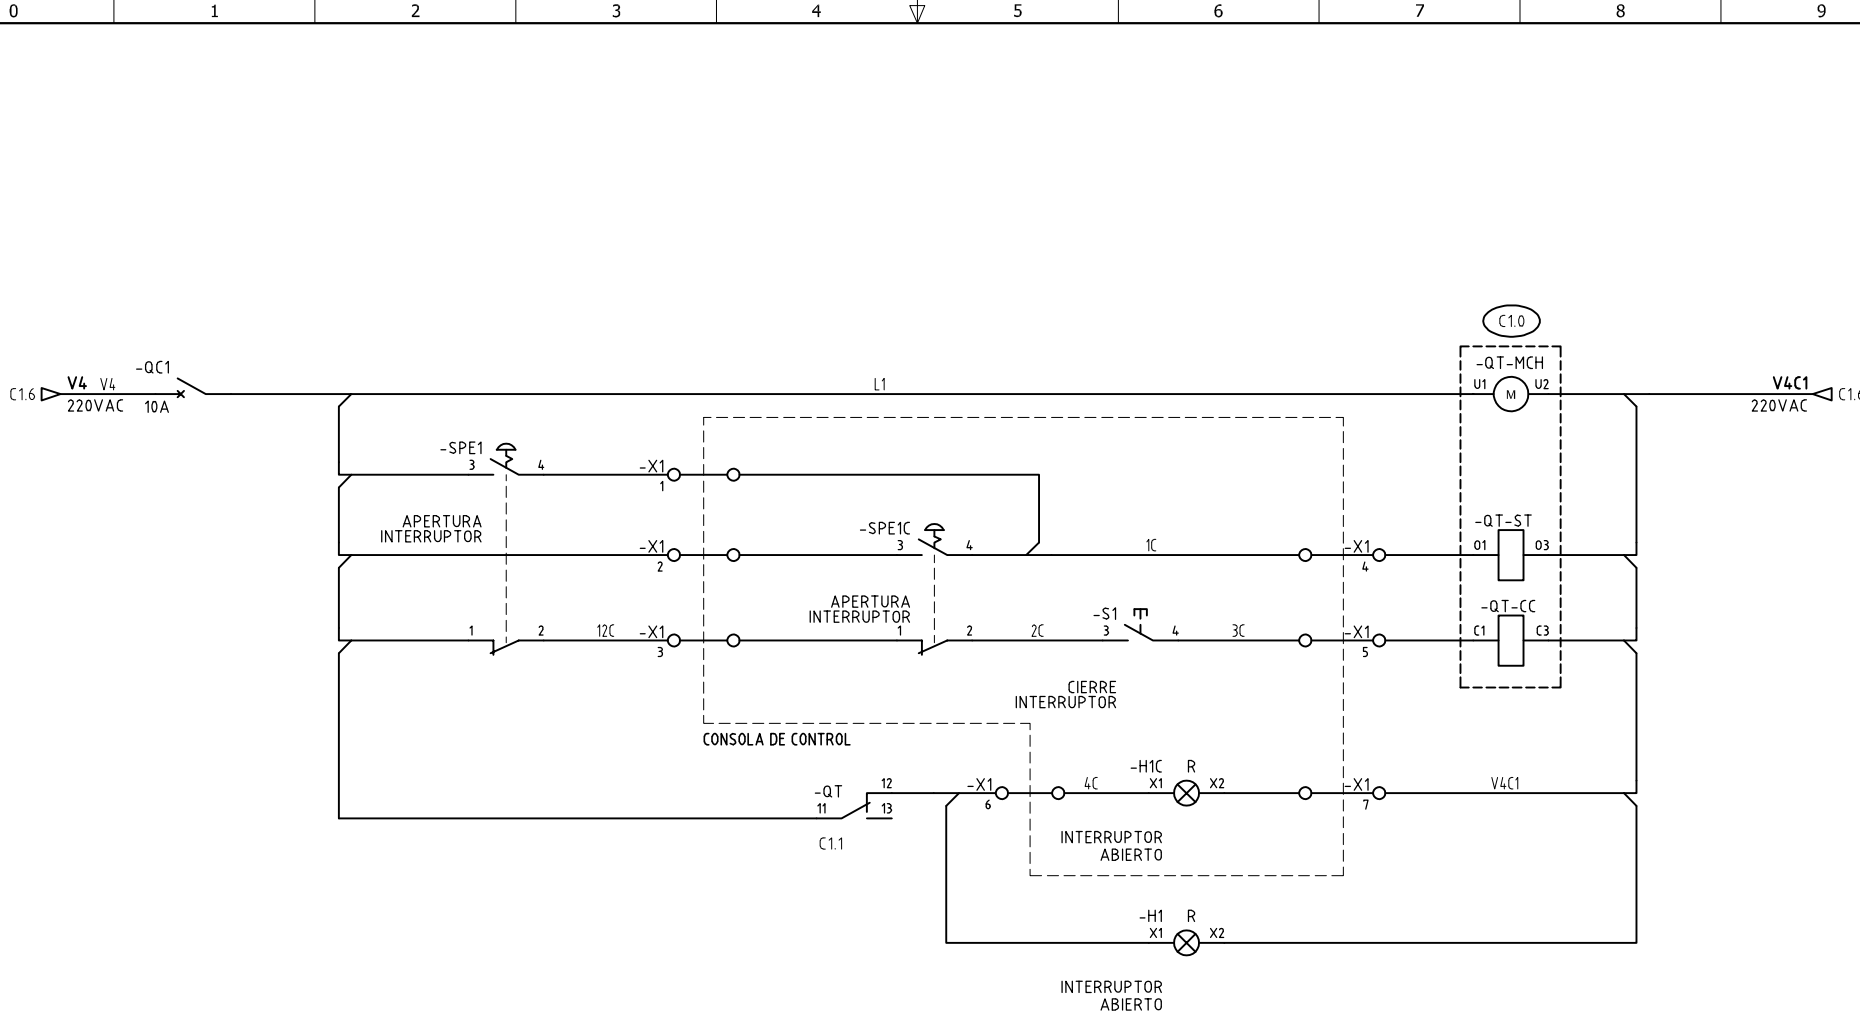 0 1 2 3 4 5 6 7 8 9
C1.0
-QT-MCH
-QC1
V4 V4
C1.6
220VAC 10A
L1
U1 M U2
V4C1
220VAC
-SPE1
3 4
-X1
1
APERTURA
INTERRUPTOR
-X1
2
-SPE1C
3 4
1C
-X1
4
-QT-ST
O1 O3
APERTURA
INTERRUPTOR
1 2
12C
-X1
3
1 2
2C
-S1
3 4
3C
-X1
5
-QT-CC
C1 C3
CIERRE
INTERRUPTOR
CONSOLA DE CONTROL
-QT
11 12
13
C1.1
-X1
6
4C
-H1C R
X1 X2
-X1
7
V4C1
INTERRUPTOR
ABIERTO
-H1 R
X1 X2
INTERRUPTOR
ABIERTO